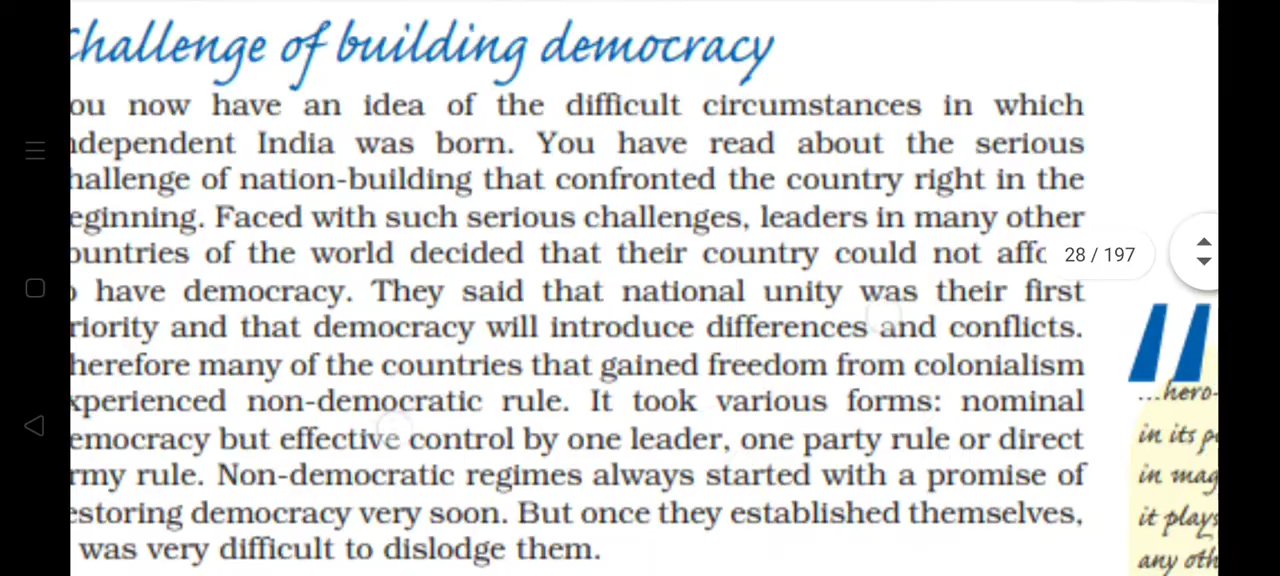 Challenge of building democracy
ou now have an idea of the difficult circumstances in which
ndependent India was born. You have read about the serious
hallenge of nation-building that confronted the country right in the
eginning. Faced with such serious challenges, leaders in many other
ountries of the world decided that their country could not affo
28 / 197
o have democracy. They said that national unity was their first
riority and that democracy will introduce differences and conflicts.
herefore many of the countries that gained freedom from colonialism
xperienced non-democratic rule. It took various forms: nominal
emocracy but effective control by one leader, one party rule or direct
rmy rule. Non-democratic regimes always started with a promise of
estoring democracy very soon. But once they established themselves,
was very difficult to dislodge them.
"
...hero-
in its p
in mag
it plays
any oth